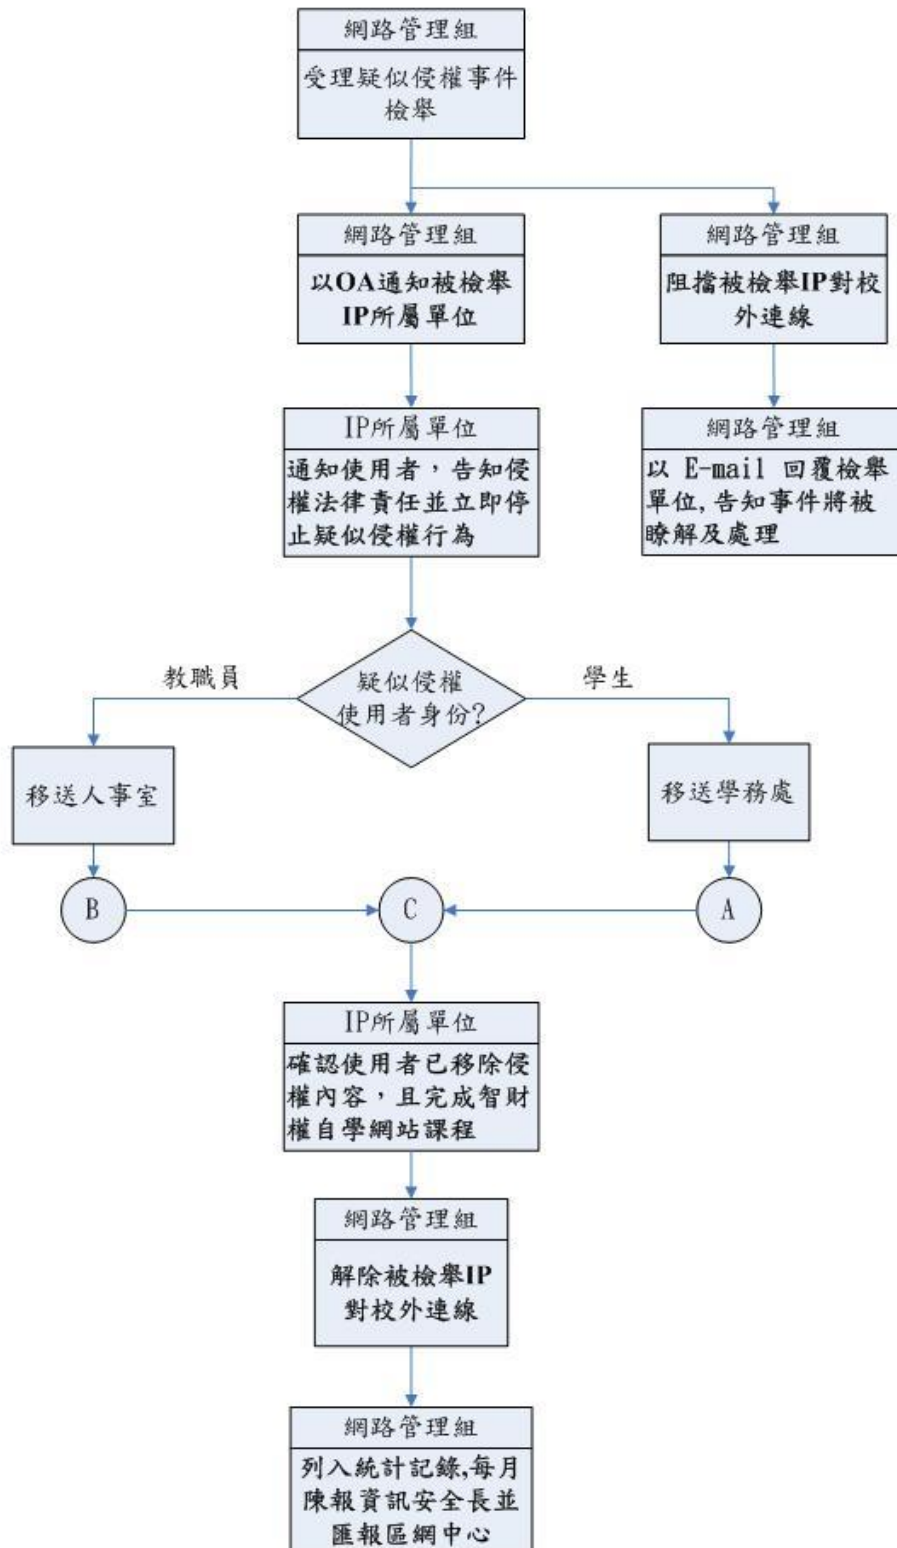 網路管理組
受理疑似侵權事件
檢舉
網路管理組
以OA通知被檢舉
IP所屬單位
網路管理組
阻擋被檢舉IP對校
外連線
IP所屬單位
通知使用者，告知侵
權法律責任並立即停
止疑似侵權行為
網路管理組
以 E-mail 回覆檢舉
單位,告知事件將被
瞭解及處理
教職員
疑似侵權
使用者身份?
學生
移送人事室
移送學務處
B
C
A
IP所屬單位
確認使用者已移除侵
權內容，且完成智財
權自學網站課程
網路管理組
解除被檢舉IP
對校外連線
網路管理組
列入統計記錄,每月
陳報資訊安全長並
匯報區網中心